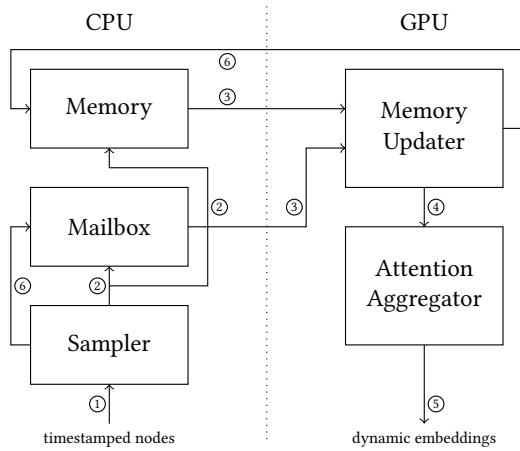 CPU
GPU
⑥
Memory
③
Memory
Updater
②
③
④
Mailbox
⑥
②
Attention
Aggregator
Sampler
①
⑤
timestamped nodes
dynamic embeddings